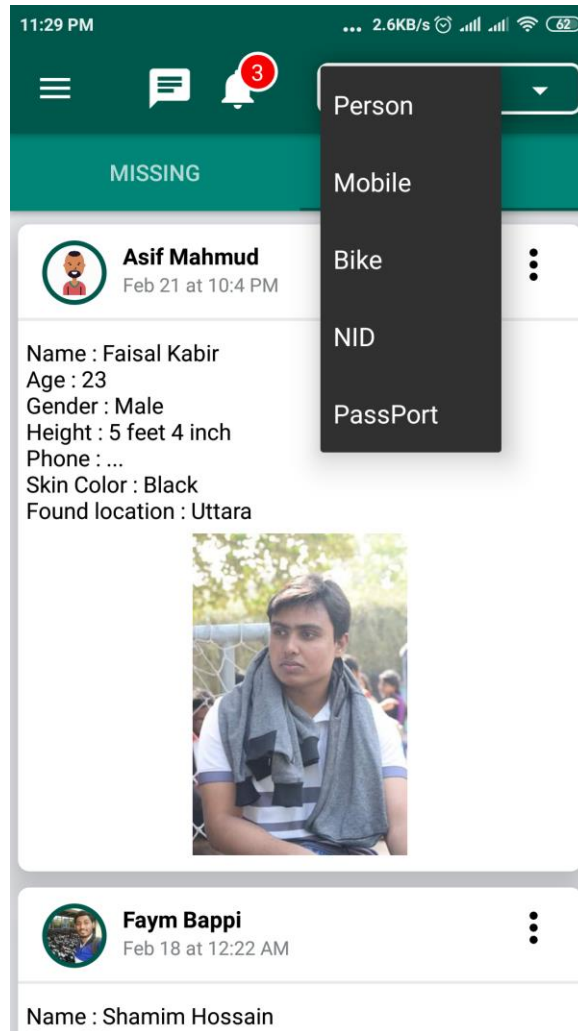 11:29 PM
... 2.6KB/s
62
3
Person
Mobile
Bike
NID
PassPort
MISSING
Asif Mahmud
Feb 21 at 10:4 PM
Name : Faisal Kabir
Age : 23
Gender : Male
Height : 5 feet 4 inch
Phone : ...
Skin Color : Black
Found location : Uttara
Faym Bappi
Feb 18 at 12:22 AM
Name : Shamim Hossain